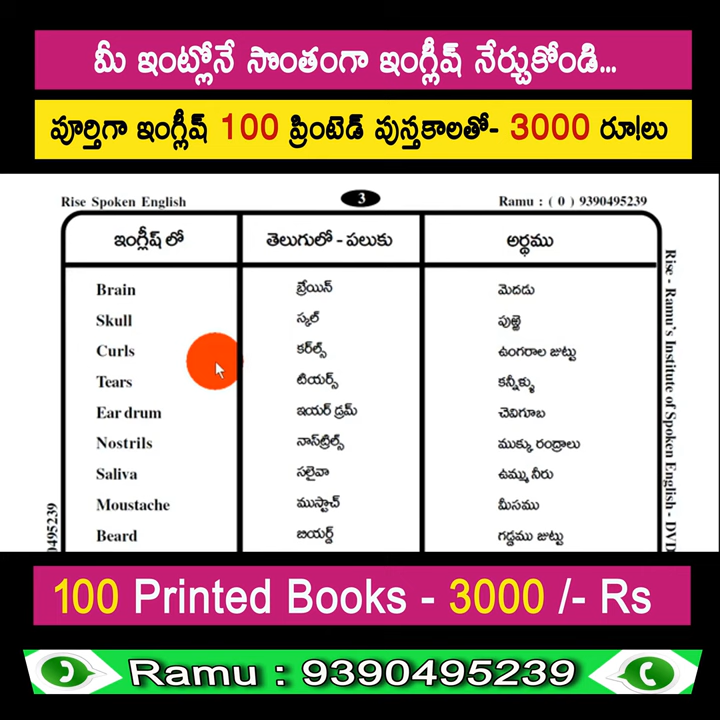 మీ ఇంట్లోనే సొంతంగా ఇంగ్లీష్ నేర్చుకోండి...
పూర్తిగా ఇంగ్లీష్ 100 ప్రింటెడ్ పుస్తకాలతో- 3000 రూ!లు
Rise Spoken English 3 Ramu : ( 0 ) 9390495239
ఇంగ్లీష్ లో తెలుగులో - పలుకు అర్థము
Brain బ్రేయిన్ మెదడు
Skull స్కల్ పుఱ్ఱె
Curls కర్ల్స్ ఉంగరాల జుట్టు
Tears టియర్స్ కన్నీళ్ళు
Ear drum ఇయర్ డ్రమ్ చెవిగూబ
Nostrils నాస్ట్రిల్స్ ముక్కు రంద్రాలు
Saliva సలైవా ఉమ్ము నీరు
Moustache ముస్టాచ్ మీసము
Beard బియర్డ్ గడ్డము జుట్టు
Rise - Ramu's Institute of Spoken English - DVD
0495239
100 Printed Books - 3000 /- Rs
Ramu : 9390495239